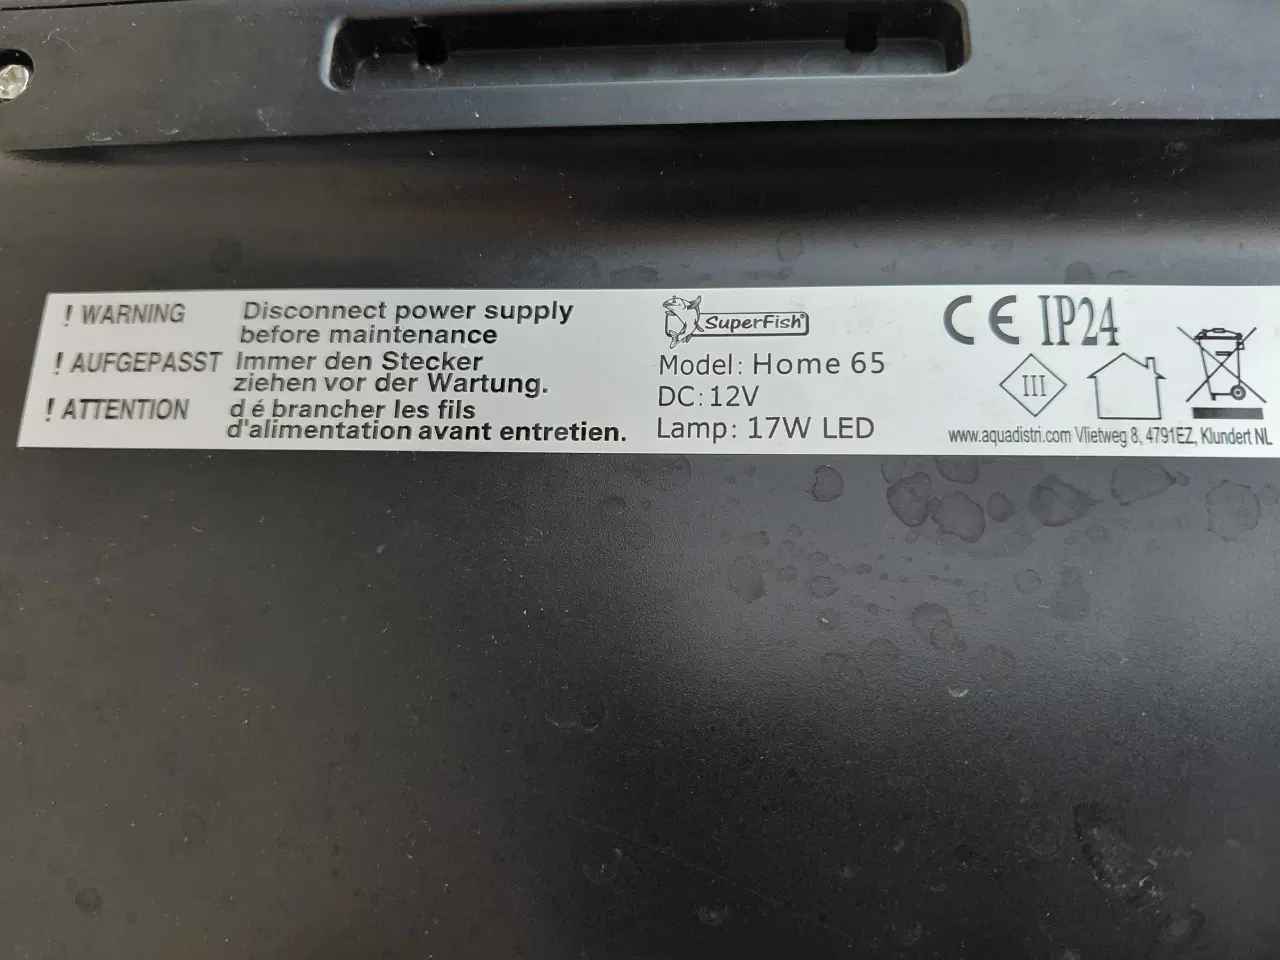 ! WARNING Disconnect power supply
before maintenance
! AUFGEPASST Immer den Stecker
ziehen vor der Wartung.
! ATTENTION dé brancher les fils
d'alimentation avant entretien.
SuperFish
Model: Home 65
DC: 12V
Lamp: 17W LED
CE IP24
III
www.aquadistri.com Vlietweg 8, 4791EZ, Klundert NL